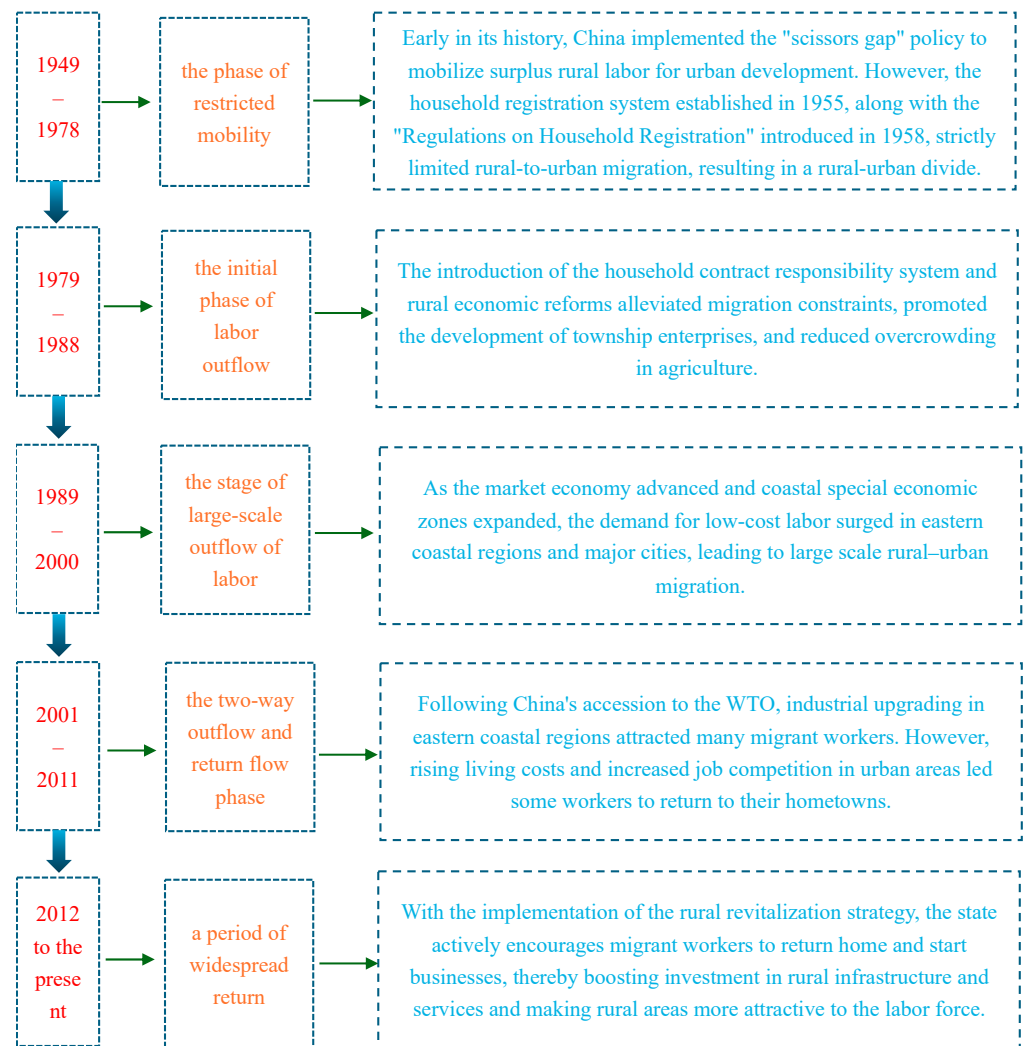 1949
–
1978
the phase of
restricted
mobility
Early in its history, China implemented the "scissors gap" policy to
mobilize surplus rural labor for urban development. However, the
household registration system established in 1955, along with the
"Regulations on Household Registration" introduced in 1958, strictly
limited rural-to-urban migration, resulting in a rural-urban divide.
1979
–
1988
the initial
phase of
labor
outflow
The introduction of the household contract responsibility system and
rural economic reforms alleviated migration constraints, promoted
the development of township enterprises, and reduced overcrowding
in agriculture.
1989
–
2000
the stage of
large-scale
outflow of
labor
As the market economy advanced and coastal special economic
zones expanded, the demand for low-cost labor surged in eastern
coastal regions and major cities, leading to large scale rural–urban
migration.
2001
–
2011
the two-way
outflow and
return flow
phase
Following China's accession to the WTO, industrial upgrading in
eastern coastal regions attracted many migrant workers. However,
rising living costs and increased job competition in urban areas led
some workers to return to their hometowns.
2012
to the
prese
nt
a period of
widespread
return
With the implementation of the rural revitalization strategy, the state
actively encourages migrant workers to return home and start
businesses, thereby boosting investment in rural infrastructure and
services and making rural areas more attractive to the labor force.